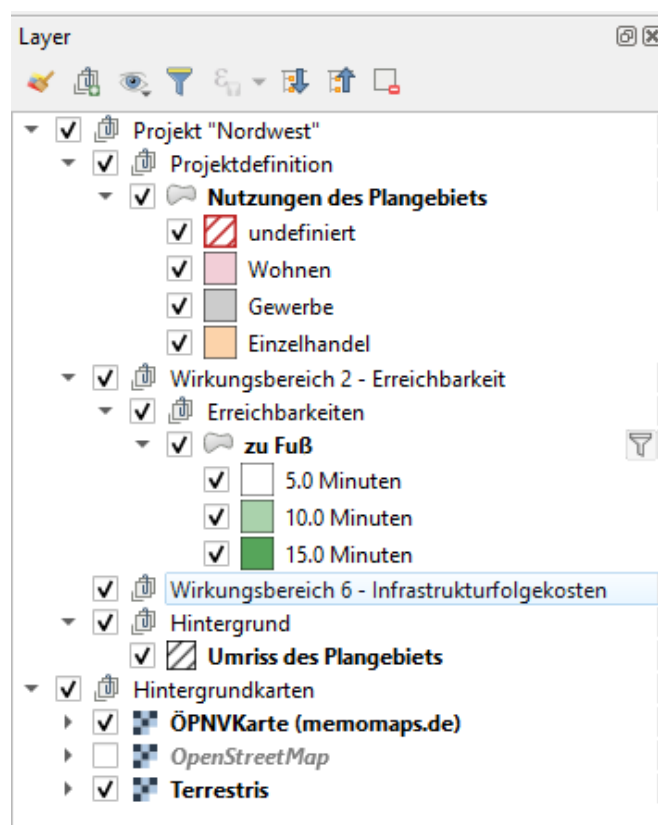 Layer
Projekt "Nordwest"
Projektdefinition
Nutzungen des Plangebiets
undefiniert
Wohnen
Gewerbe
Einzelhandel
Wirkungsbereich 2 - Erreichbarkeit
Erreichbarkeiten
zu Fuß
5.0 Minuten
10.0 Minuten
15.0 Minuten
Wirkungsbereich 6 - Infrastrukturfolgekosten
Hintergrund
Umriss des Plangebiets
Hintergrundkarten
ÖPNVKarte (memomaps.de)
OpenStreetMap
Terrestris